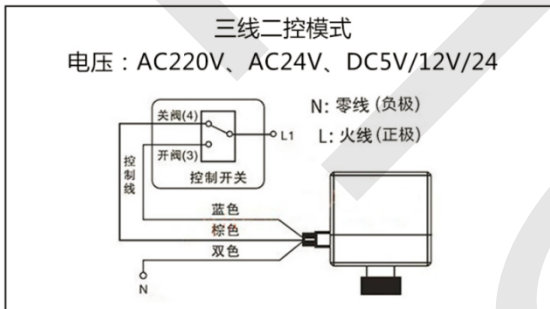 三线二控模式
电压：AC220V、AC24V、DC5V/12V/24
N: 零线 (负极)
L: 火线 (正极)
关阀(4)
L1
开阀(3)
控制开关
控制线
蓝色
棕色
双色
N